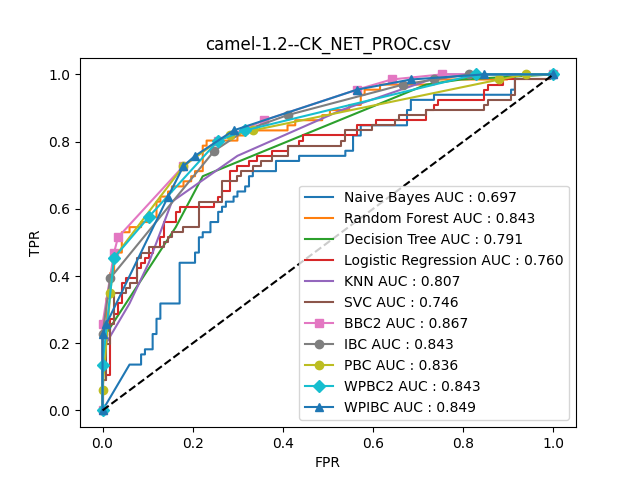 camel-1.2--CK_NET_PROC.csv
1.0
0.8
0.6
0.4
0.2
0.0
TPR
Naive Bayes AUC : 0.697
Random Forest AUC : 0.843
Decision Tree AUC : 0.791
Logistic Regression AUC : 0.760
KNN AUC : 0.807
SVC AUC : 0.746
BBC2 AUC : 0.867
IBC AUC : 0.843
PBC AUC : 0.836
WPBC2 AUC : 0.843
WPIBC AUC : 0.849
0.0 0.2 0.4 0.6 0.8 1.0
FPR